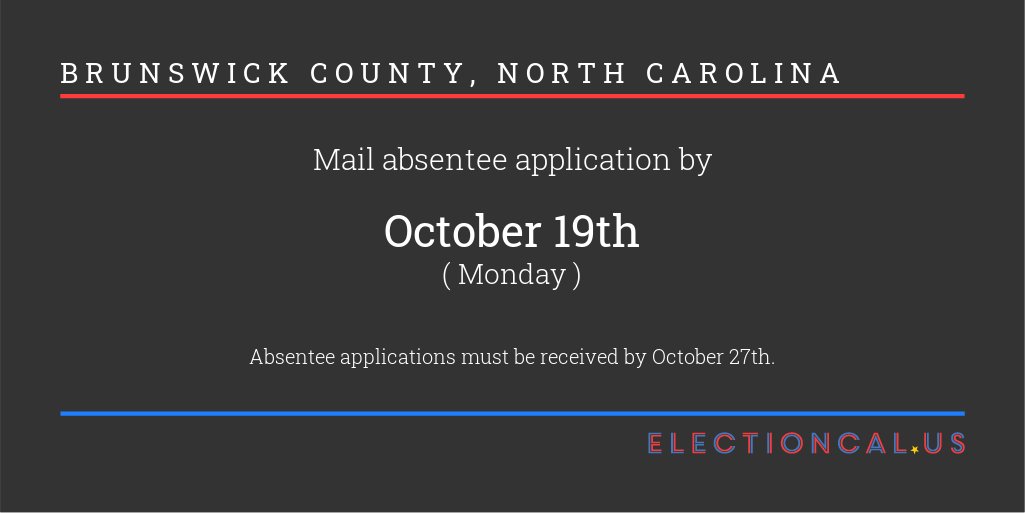 BRUNSWICK COUNTY, NORTH CAROLINA
Mail absentee application by
October 19th
( Monday )
Absentee applications must be received by October 27th.
ELECTIONCAL.US